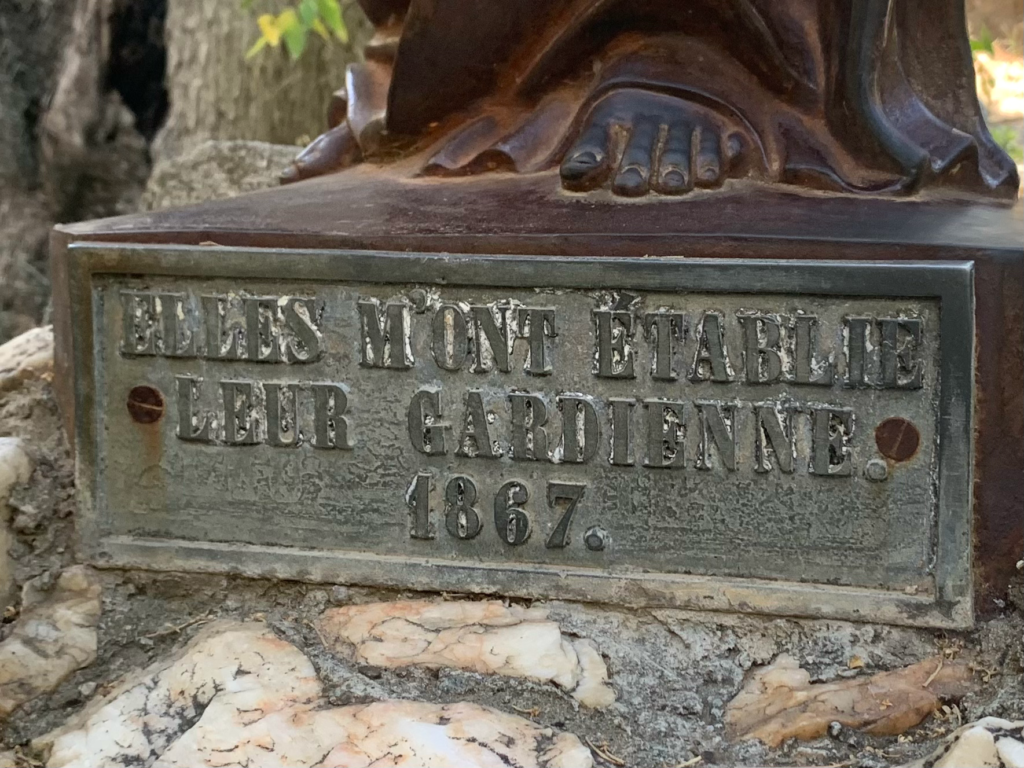 ELLES M'ONT ÉTABLIE
LEUR GARDIENNE.
1867.